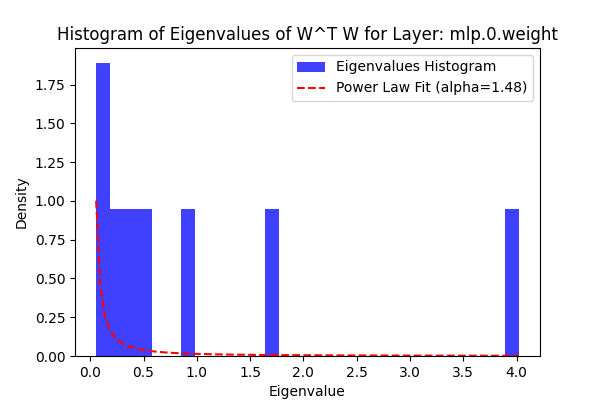 Histogram of Eigenvalues of W^T W for Layer: mlp.0.weight
Eigenvalues Histogram
Power Law Fit (alpha=1.48)
1.75
1.50
1.25
1.00
0.75
0.50
0.25
0.00
Density
0.0 0.5 1.0 1.5 2.0 2.5 3.0 3.5 4.0
Eigenvalue